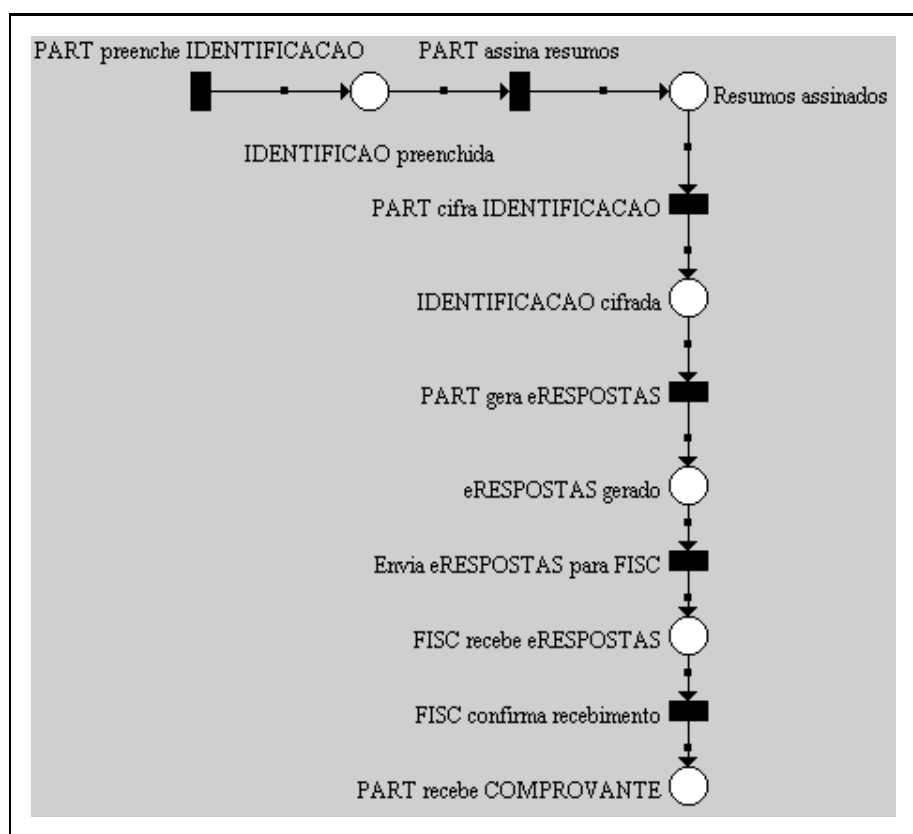 PART preenche IDENTIFICACAO
PART assina resumos
Resumos assinados
IDENTIFICAO preenchida
PART cifra IDENTIFICACAO
IDENTIFICACAO cifrada
PART gera eRESPOSTAS
eRESPOSTAS gerado
Envia eRESPOSTAS para FISC
FISC recebe eRESPOSTAS
FISC confirma recebimento
PART recebe COMPROVANTE